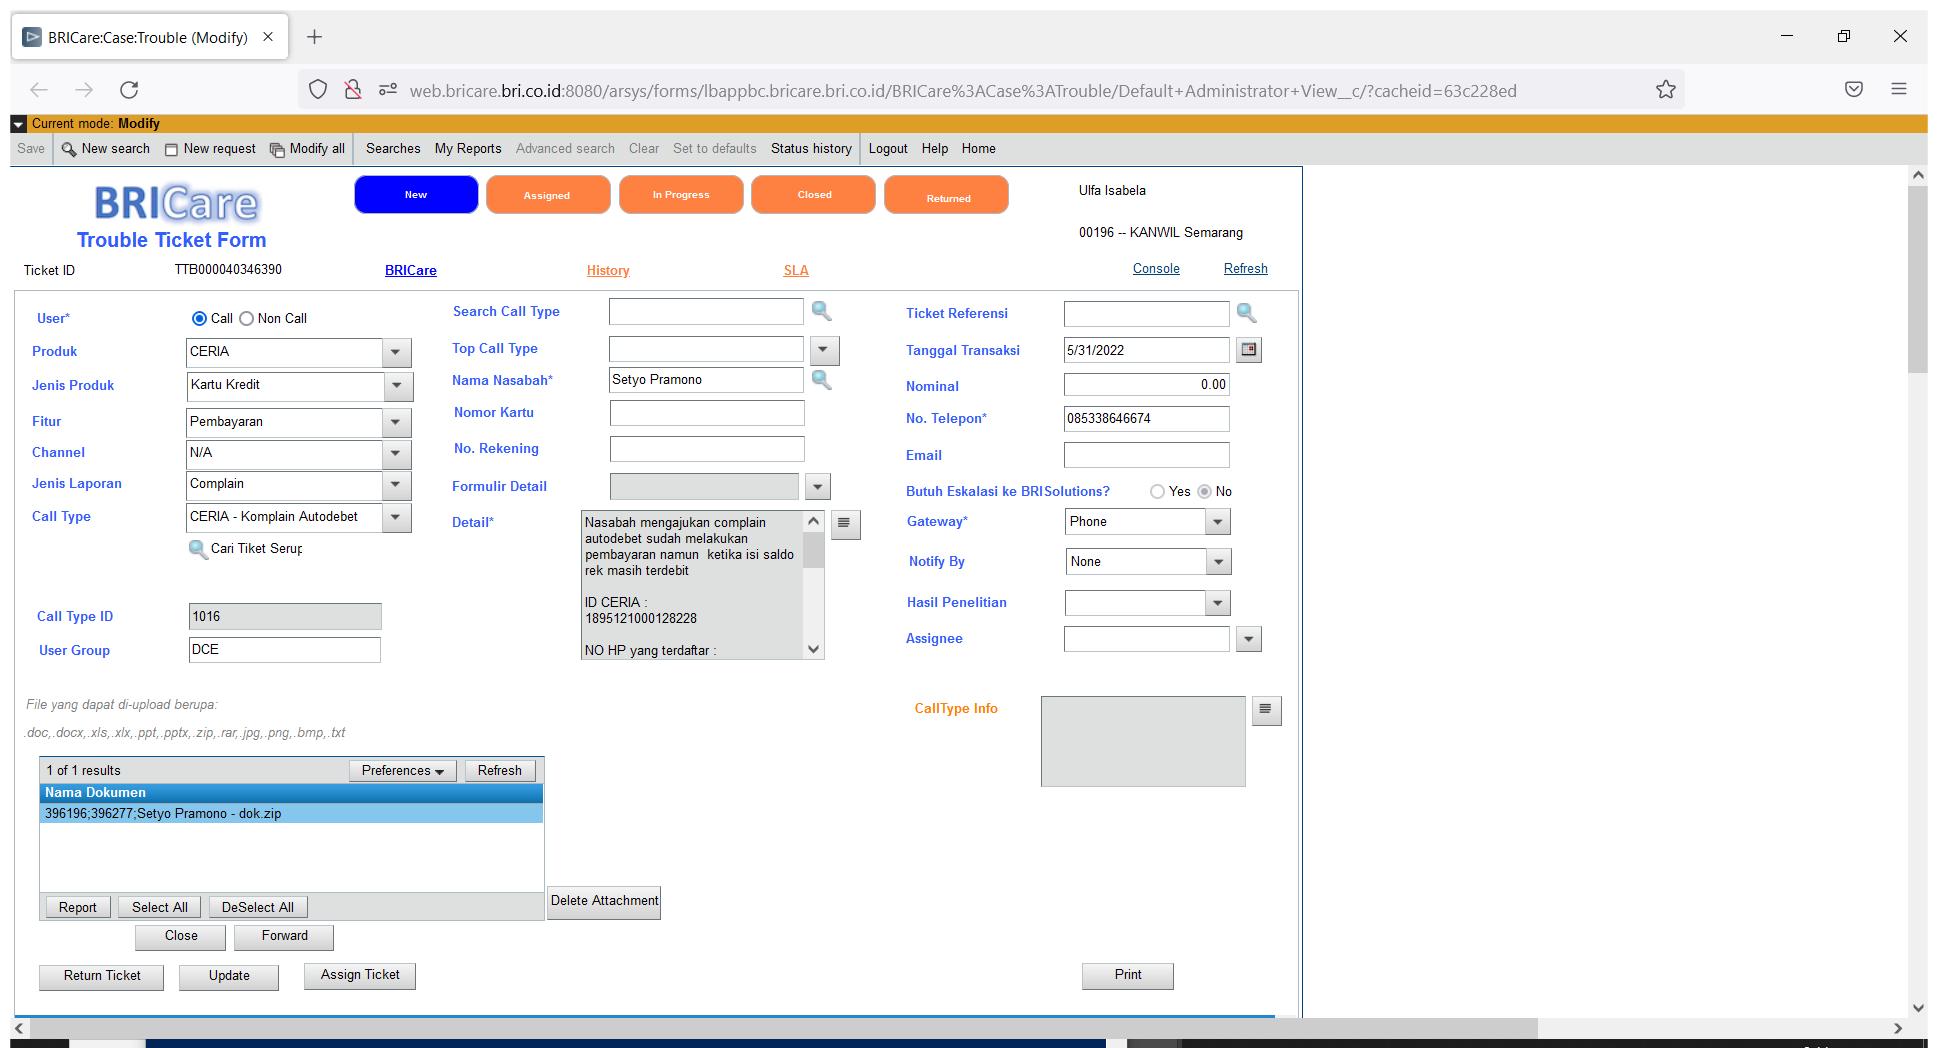 BRICare:Case:Trouble (Modify)
web.bricare.bri.co.id:8080/arsys/forms/lbappbc.bricare.bri.co.id/BRICare%3ACase%3ATrouble/Default+Administrator+View__c/?cacheid=63c228ed
Current mode: Modify
Save New search New request Modify all Searches My Reports Advanced search Clear Set to defaults Status history Logout Help Home
BRICare
Trouble Ticket Form
New Assigned In Progress Closed Returned
Ulfa Isabela
00196 -- KANWIL Semarang
Ticket ID TTB000040346390 BRICare History SLA Console Refresh
User* Call Non Call
Produk CERIA
Jenis Produk Kartu Kredit
Fitur Pembayaran
Channel N/A
Jenis Laporan Complain
Call Type CERIA - Komplain Autodebet
Cari Tiket Serup
Call Type ID 1016
User Group DCE
Search Call Type
Top Call Type
Nama Nasabah* Setyo Pramono
Nomor Kartu
No. Rekening
Formulir Detail
Detail*
Nasabah mengajukan complain
autodebet sudah melakukan
pembayaran namun ketika isi saldo
rek masih terdebit
ID CERIA :
1895121000128228
NO HP yang terdaftar :
Ticket Referensi
Tanggal Transaksi 5/31/2022
Nominal 0.00
No. Telepon* 085338646674
Email
Butuh Eskalasi ke BRISolutions? Yes No
Gateway* Phone
Notify By None
Hasil Penelitian
Assignee
CallType Info
File yang dapat di-upload berupa:
.doc,.docx,.xls,.xlx,.ppt,.pptx,.zip,.rar,.jpg,.png,.bmp,.txt
1 of 1 results Preferences Refresh
Nama Dokumen
396196;396277;Setyo Pramono - dok.zip
Report Select All DeSelect All
Delete Attachment
Close Forward
Return Ticket Update Assign Ticket Print